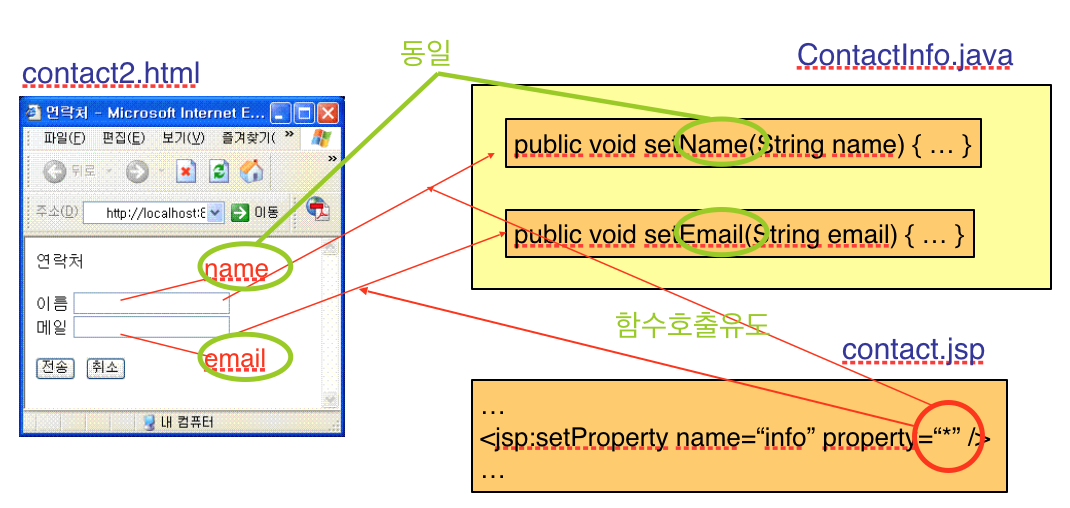 동일
ContactInfo.java
contact2.html
연락처 - Microsoft Internet E...
파일(F) 편집(E) 보기(V) 즐겨찾기( »
뒤로 »
주소(D) http://localhost:8 이동
public void setName(String name) { … }
public void setEmail(String email) { … }
연락처
name
이름
메일
email
전송 취소
내 컴퓨터
함수호출유도
contact.jsp
…
<jsp:setProperty name=“info” property=“*” />
…